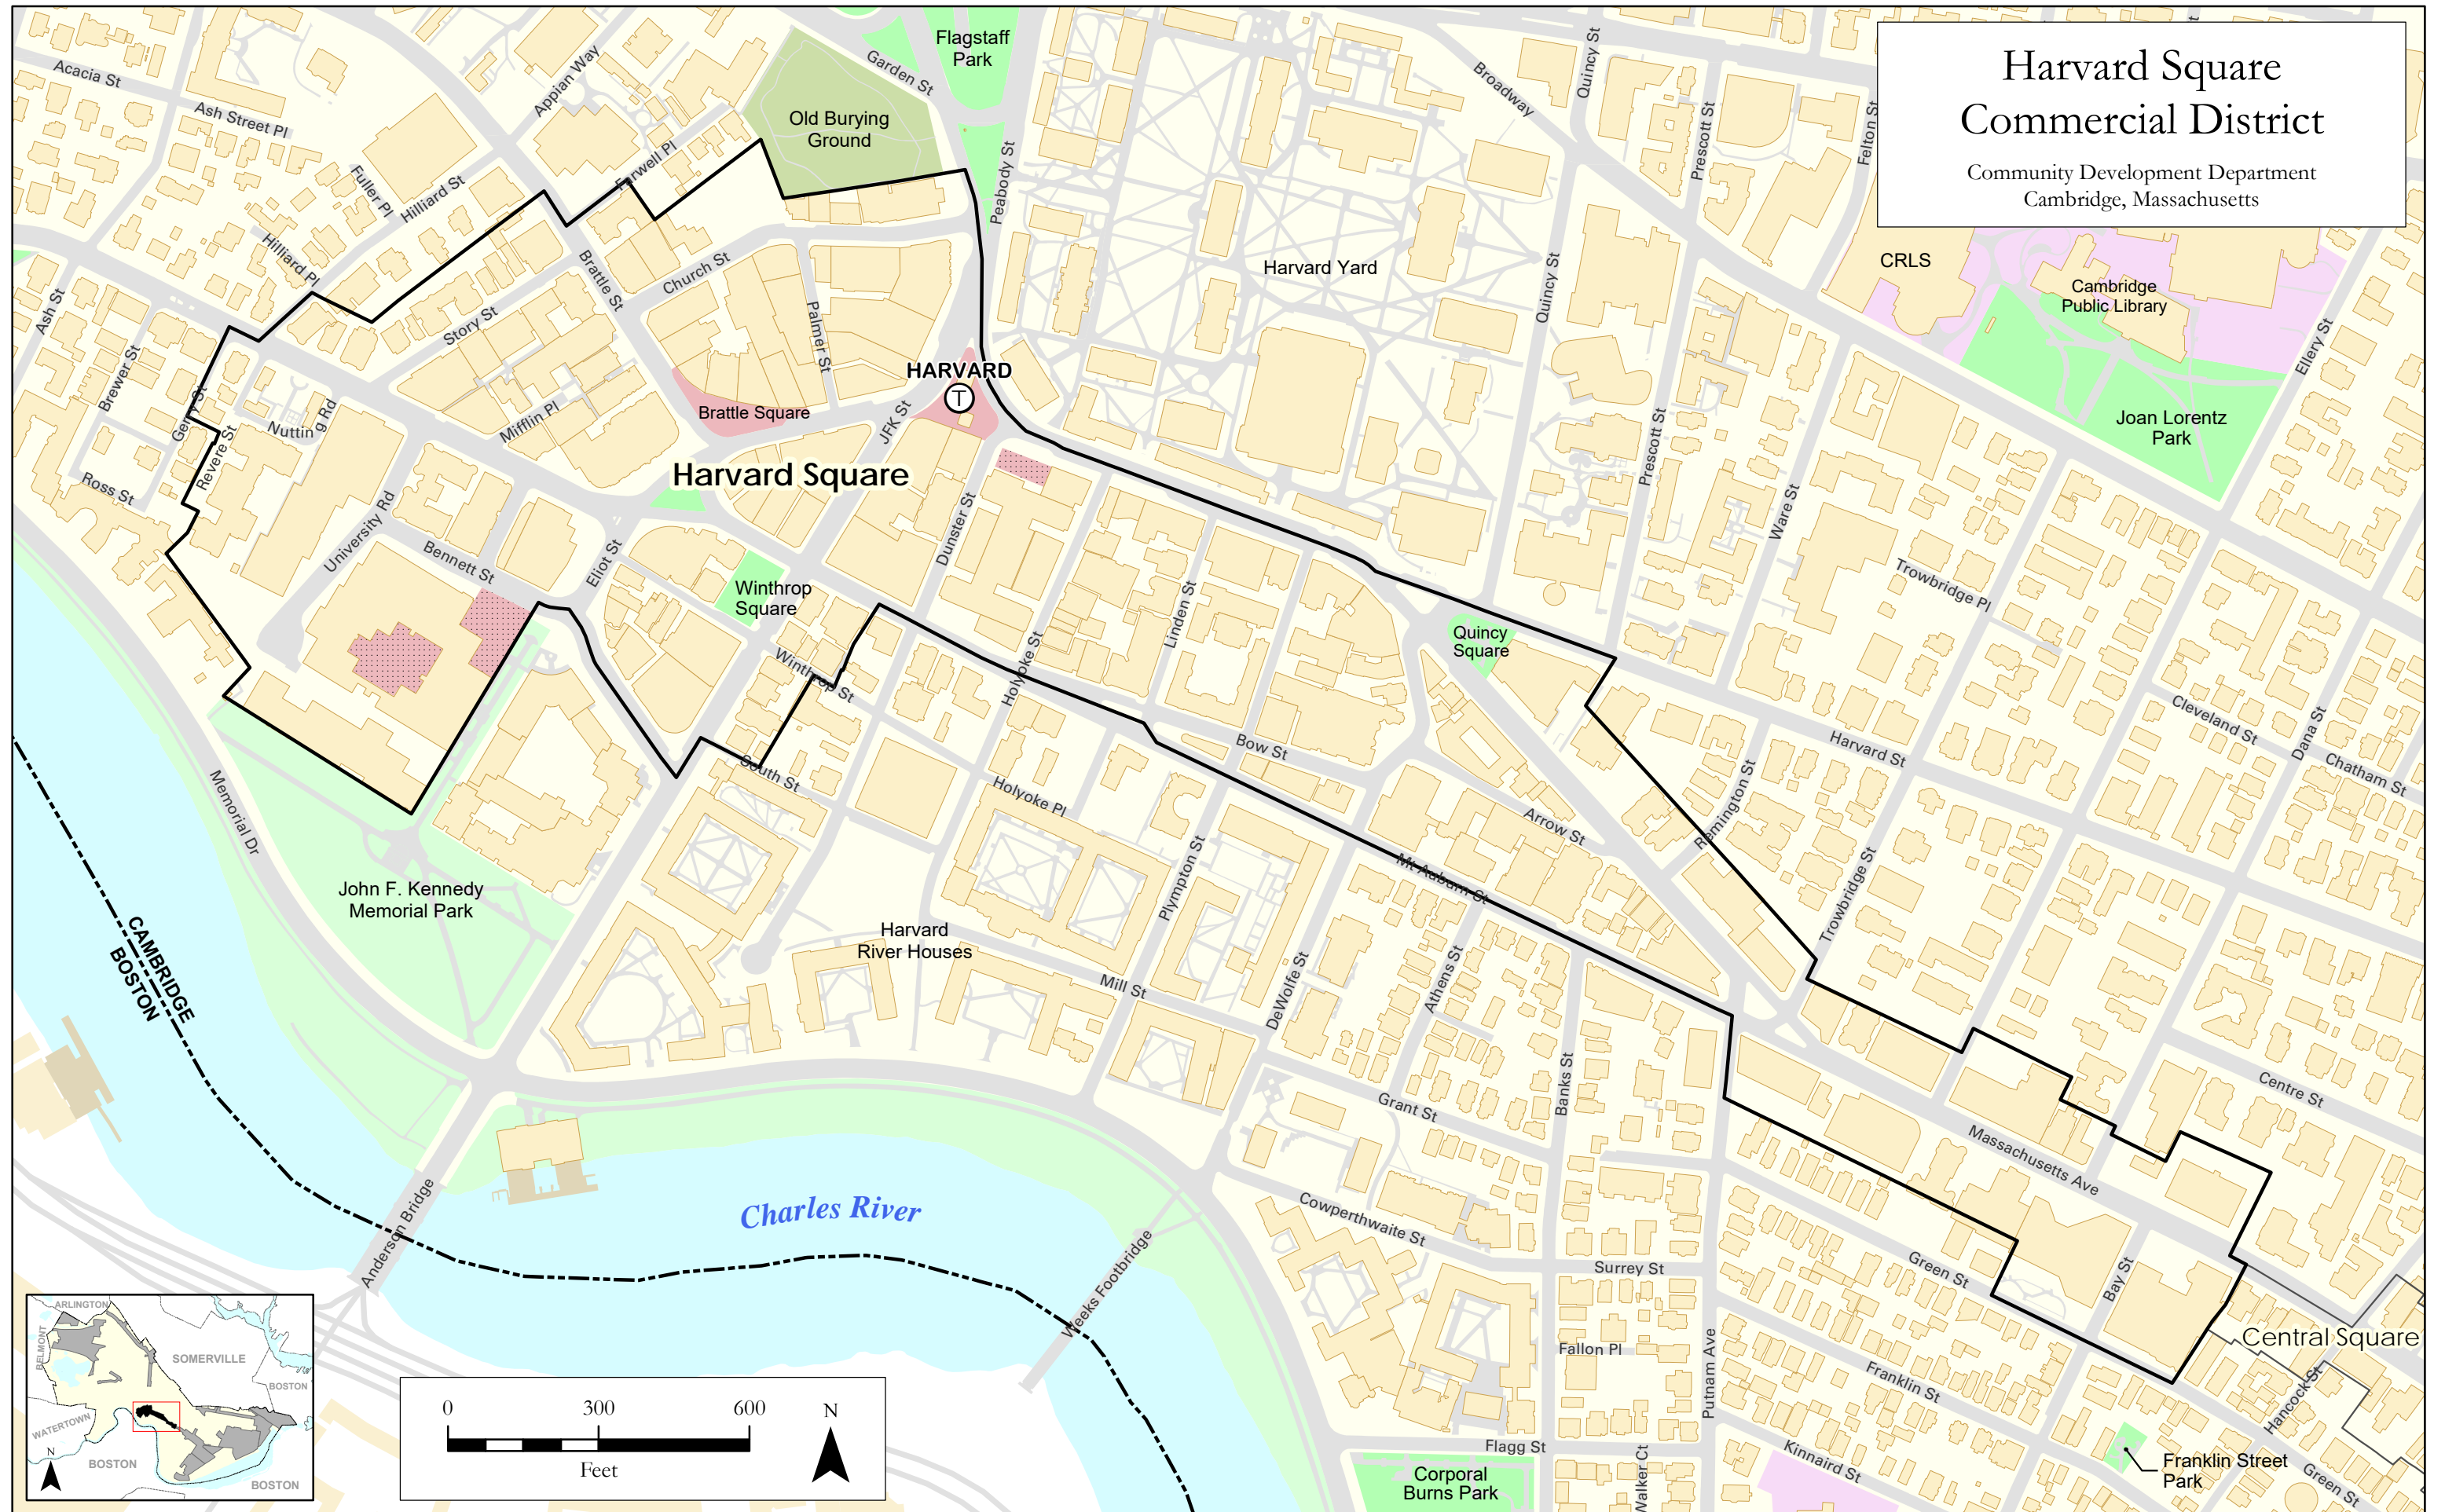 Harvard Square
Commercial District
Community Development Department
Cambridge, Massachusetts
Flagstaff
Park
Garden St
Old Burying
Ground
Acacia St
Ash Street Pl
Appian Way
Fuller Pl
Hilliard St
Farwell Pl
Hilliard Pl
Peabody St
Broadway
Quincy St
Prescott St
Felton St
Harvard Yard
CRLS
Cambridge
Public Library
Joan Lorentz
Park
Ellery St
Ash St
Brewer St
Gerry St
Revere St
Nutting Rd
Ross St
Story St
Brattle St
Church St
Palmer St
Mifflin Pl
Brattle Square
HARVARD
T
JFK St
Harvard Square
Dunster St
University Rd
Bennett St
Eliot St
Winthrop
Square
Winthrop St
Holyoke St
Linden St
Quincy St
Prescott St
Ware St
Trowbridge Pl
Quincy
Square
Cleveland St
Dana St
Chatham St
Harvard St
Remington St
Trowbridge St
Bow St
Arrow St
Mt Auburn St
South St
Holyoke Pl
Plympton St
Memorial Dr
John F. Kennedy
Memorial Park
Harvard
River Houses
Mill St
DeWolfe St
Athens St
Banks St
Grant St
Centre St
Massachusetts Ave
CAMBRIDGE
BOSTON
Anderson Bridge
Charles River
Weeks Footbridge
Cowperthwaite St
Surrey St
Green St
Bay St
Fallon Pl
Putnam Ave
Franklin St
Central Square
Hancock St
Flagg St
Walker Ct
Kinnaird St
Corporal
Burns Park
Franklin Street
Park
Green St
0 300 600
Feet
N
ARLINGTON
BELMONT
SOMERVILLE
BOSTON
WATERTOWN
N
BOSTON
BOSTON